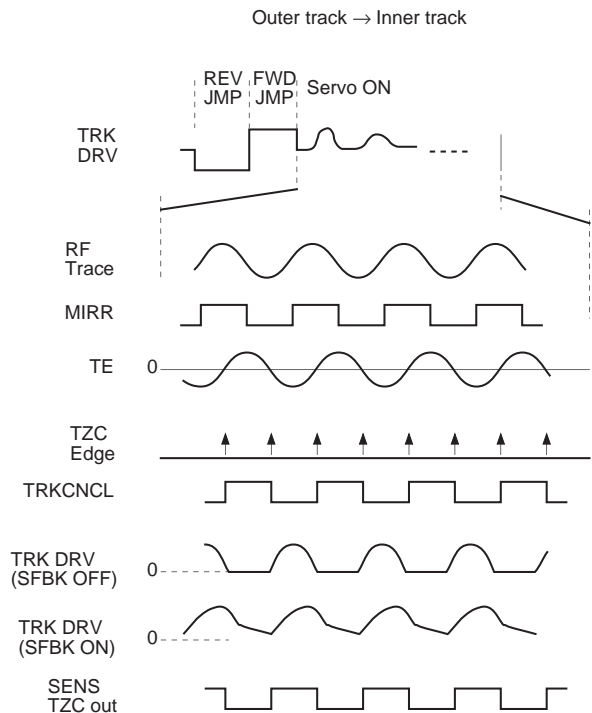 Outer track → Inner track
REV JMP
FWD JMP
Servo ON
TRK DRV
RF Trace
MIRR
TE
0
TZC Edge
TRKCNCL
TRK DRV
(SFBK OFF)
0
TRK DRV
(SFBK ON)
0
SENS
TZC out